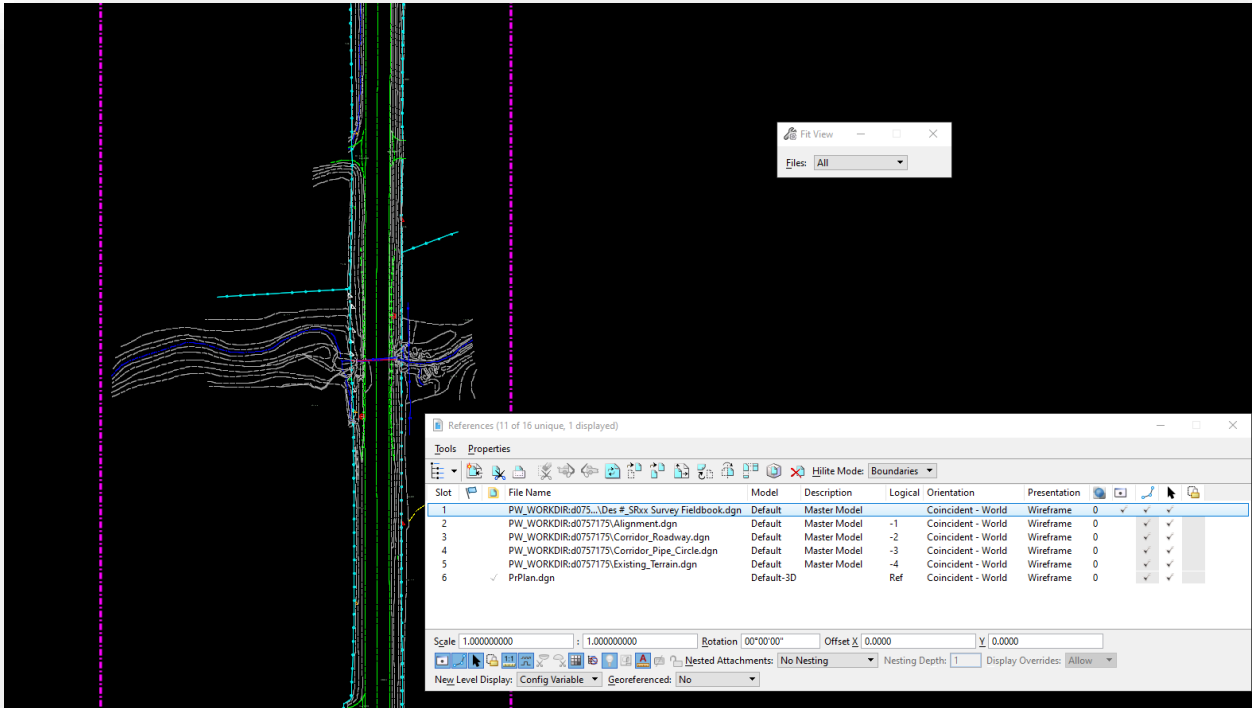 Fit View
Files: All
References (11 of 16 unique, 1 displayed)
Tools Properties
Hilite Mode: Boundaries
Slot File Name Model Description Logical Orientation Presentation
1 PW_WORKDIR:d075...\Des #_SRxx Survey Fieldbook.dgn Default Master Model Coincident - World Wireframe 0
2 PW_WORKDIR:d0757175\Alignment.dgn Default Master Model -1 Coincident - World Wireframe 0
3 PW_WORKDIR:d0757175\Corridor_Roadway.dgn Default Master Model -2 Coincident - World Wireframe 0
4 PW_WORKDIR:d0757175\Corridor_Pipe_Circle.dgn Default Master Model -3 Coincident - World Wireframe 0
5 PW_WORKDIR:d0757175\Existing_Terrain.dgn Default Master Model -4 Coincident - World Wireframe 0
6 PrPlan.dgn Default-3D Ref Coincident - World Wireframe 0
Scale 1.000000000 : 1.000000000 Rotation 00°00'00" Offset X 0.0000 Y 0.0000
1:1 A Nested Attachments: No Nesting Nesting Depth: 1 Display Overrides: Allow
New Level Display: Config Variable Georeferenced: No